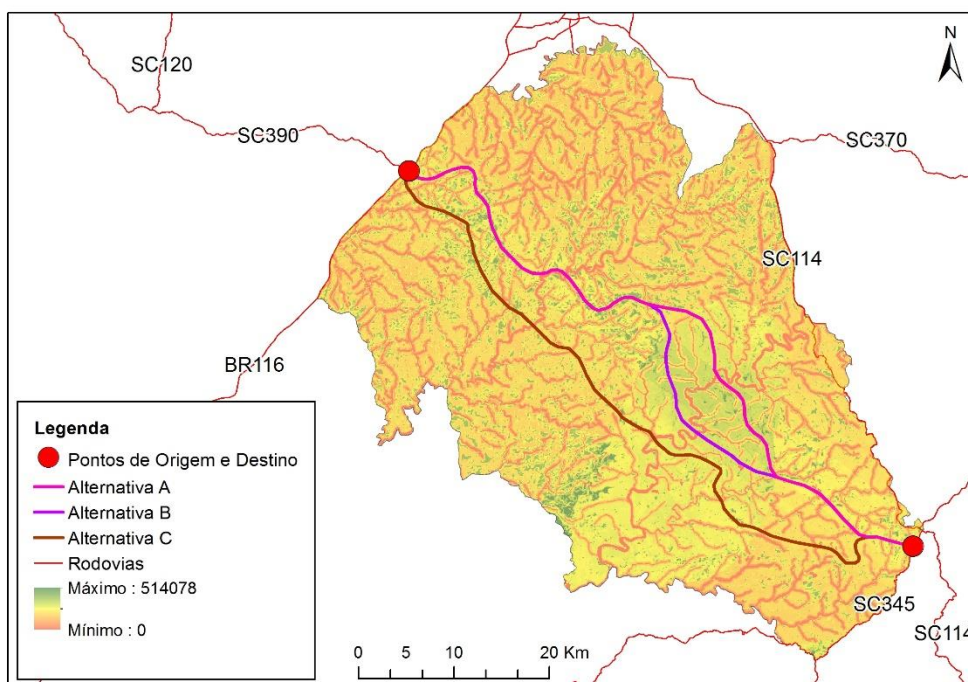 N
SC120
SC390
SC370
SC114
BR116
Legenda
Pontos de Origem e Destino
Alternativa A
Alternativa B
Alternativa C
Rodovias
Máximo : 514078
Mínimo : 0
0 5 10 20 Km
SC345
SC114